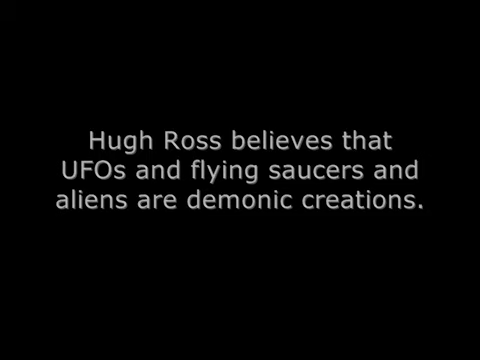 Hugh Ross believes that
UFOs and flying saucers and
aliens are demonic creations.